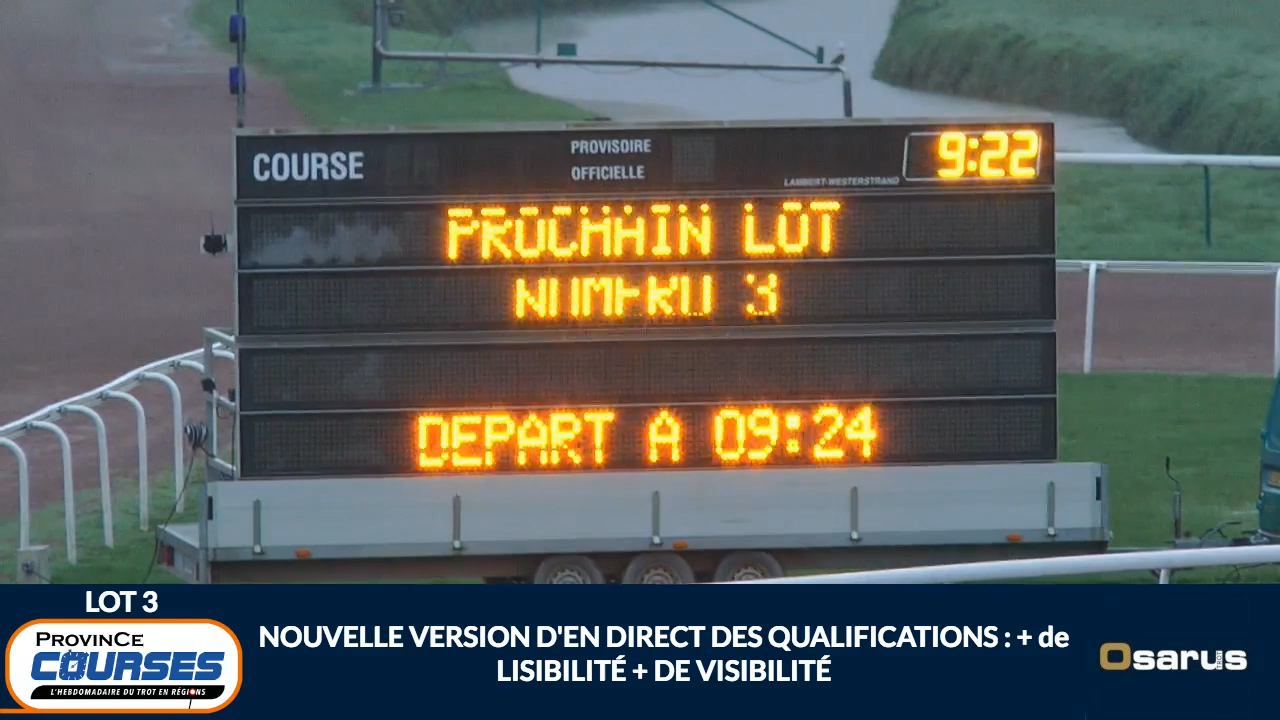 COURSE
PROVISOIRE
OFFICIELLE
LAMBERT-WESTERSTRAND
9:22
PROCHAIN LOT
NUMERO 3
DEPART A 09:24
LOT 3
PROVINCE
COURSES
L'HEBDOMADAIRE DU TROT EN RÉGIONS
NOUVELLE VERSION D'EN DIRECT DES QUALIFICATIONS : + de
LISIBILITÉ + DE VISIBILITÉ
Osarus